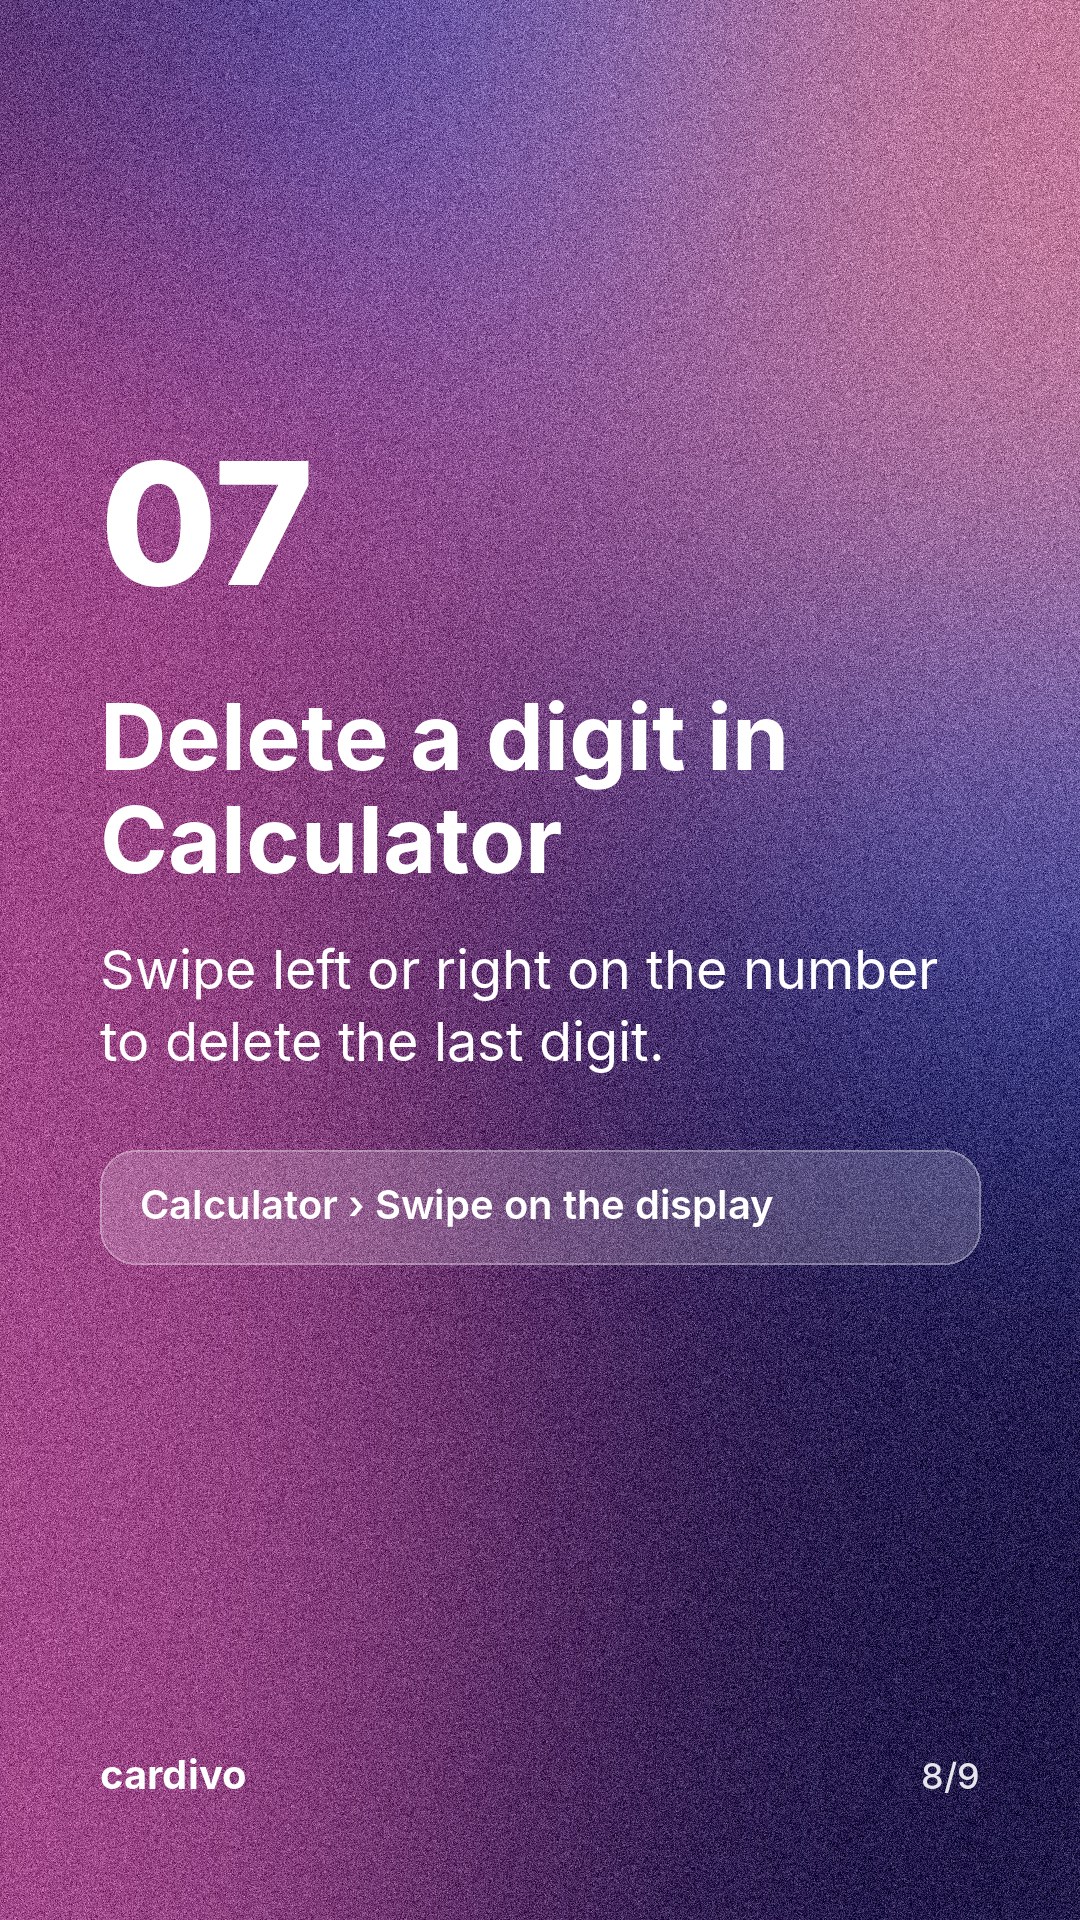 07
Delete a digit in
Calculator
Swipe left or right on the number
to delete the last digit.
Calculator › Swipe on the display
cardivo
8/9